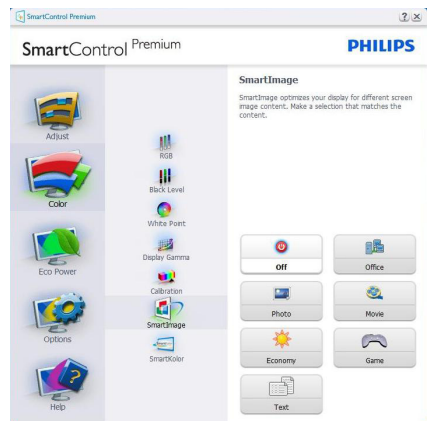 SmartControl Premium
SmartControl Premium
PHILIPS
Adjust
Color
Eco Power
Options
Help
RGB
Black Level
White Point
Display Gamma
Calibration
SmartImage
SmartKolor
SmartImage
SmartImage optimizes your display for different screen
image content. Make a selection that matches the
content.
Off
Office
Photo
Movie
Economy
Game
Text